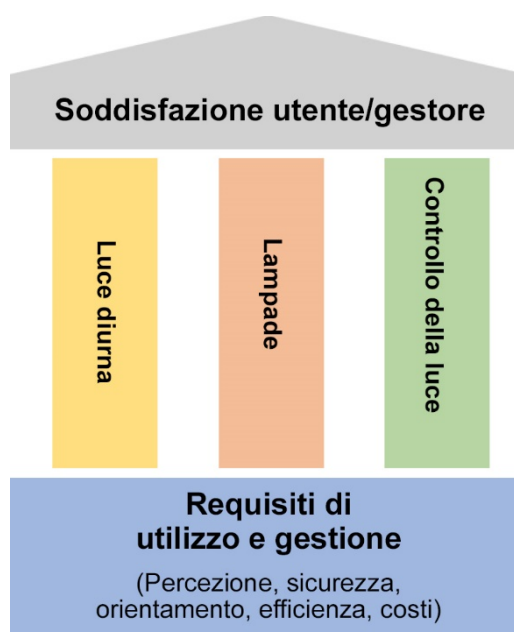 Soddisfazione utente/gestore
Luce diurna
Lampade
Controllo della luce
Requisiti di
utilizzo e gestione
(Percezione, sicurezza,
orientamento, efficienza, costi)